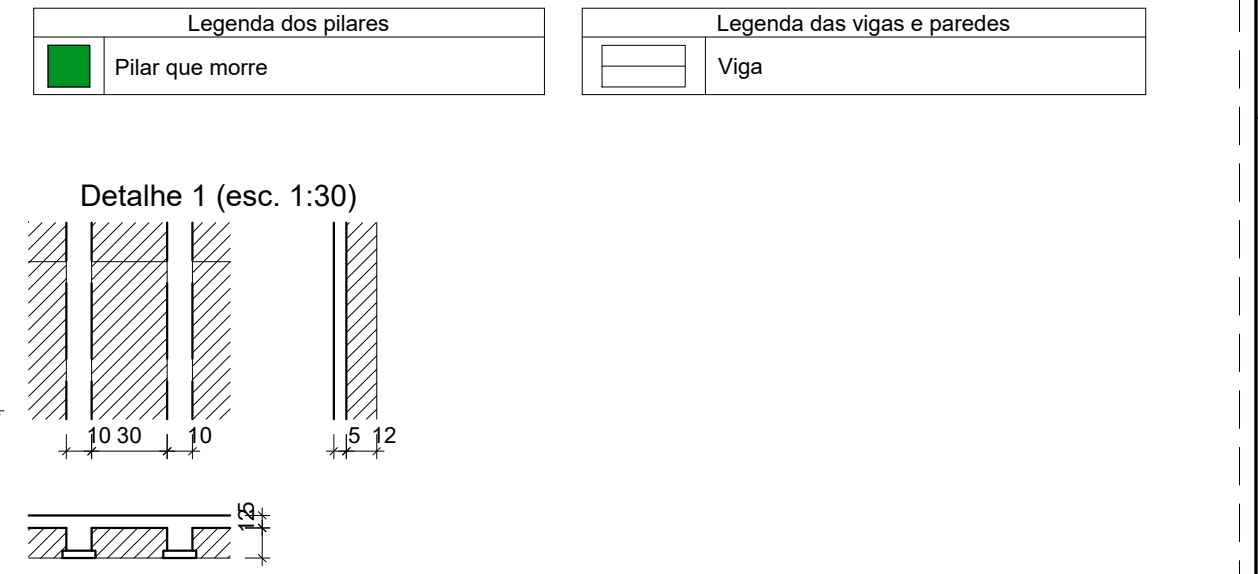 Legenda dos pilares
Pilar que morre
Legenda das vigas e paredes
Viga
Detalhe 1 (esc. 1:30)
10 30 10
5 12
12 5